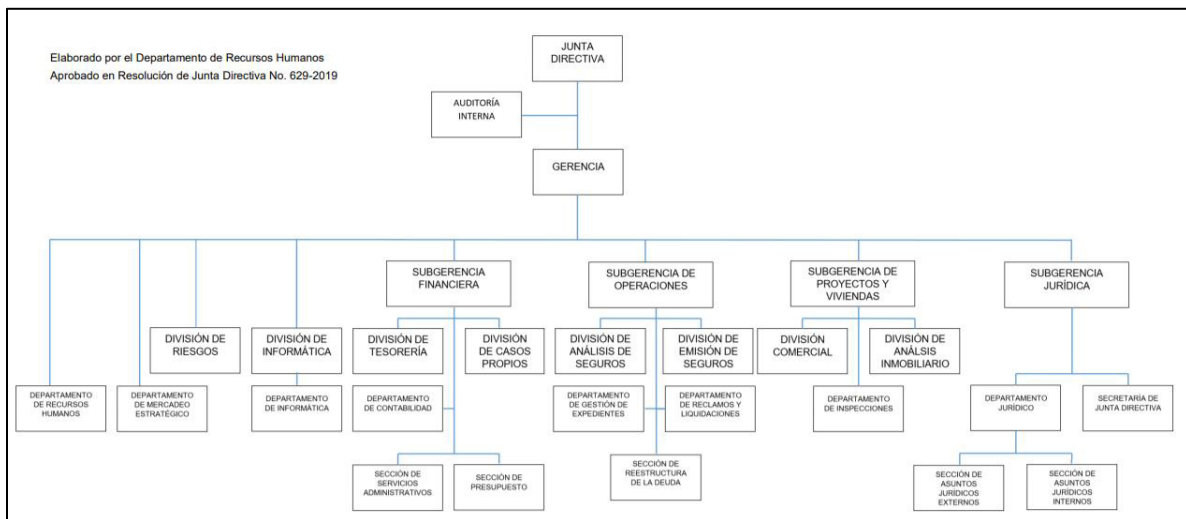 Elaborado por el Departamento de Recursos Humanos
Aprobado en Resolución de Junta Directiva No. 629-2019
JUNTA
DIRECTIVA
AUDITORÍA
INTERNA
GERENCIA
SUBGERENCIA
FINANCIERA
SUBGERENCIA DE
OPERACIONES
SUBGERENCIA DE
PROYECTOS Y
VIVIENDAS
SUBGERENCIA
JURÍDICA
DIVISIÓN DE
RIESGOS
DIVISIÓN DE
INFORMÁTICA
DIVISIÓN DE
TESORERÍA
DIVISIÓN
DE CASOS
PROPIOS
DIVISIÓN DE
ANÁLISIS DE
SEGUROS
DIVISIÓN DE
EMISIÓN DE
SEGUROS
DIVISIÓN
COMERCIAL
DIVISIÓN DE
ANÁLSIS
INMOBILIARIO
DEPARTAMENTO
DE RECURSOS
HUMANOS
DEPARTAMENTO
DE MERCADEO
ESTRATÉGICO
DEPARTAMENTO
DE INFORMÁTICA
DEPARTAMENTO
DE CONTABILIDAD
DEPARTAMENTO
DE GESTIÓN DE
EXPEDIENTES
DEPARTAMENTO
DE RECLAMOS Y
LIQUIDACIONES
DEPARTAMENTO
DE INSPECCIONES
DEPARTAMENTO
JURÍDICO
SECRETARÍA DE
JUNTA DIRECTIVA
SECCIÓN DE
SERVICIOS
ADMINISTRATIVOS
SECCIÓN DE
PRESUPUESTO
SECCIÓN DE
REESTRUCTURA
DE LA DEUDA
SECCIÓN DE
ASUNTOS
JURÍDICOS
EXTERNOS
SECCIÓN DE
ASUNTOS
JURÍDICOS
INTERNOS